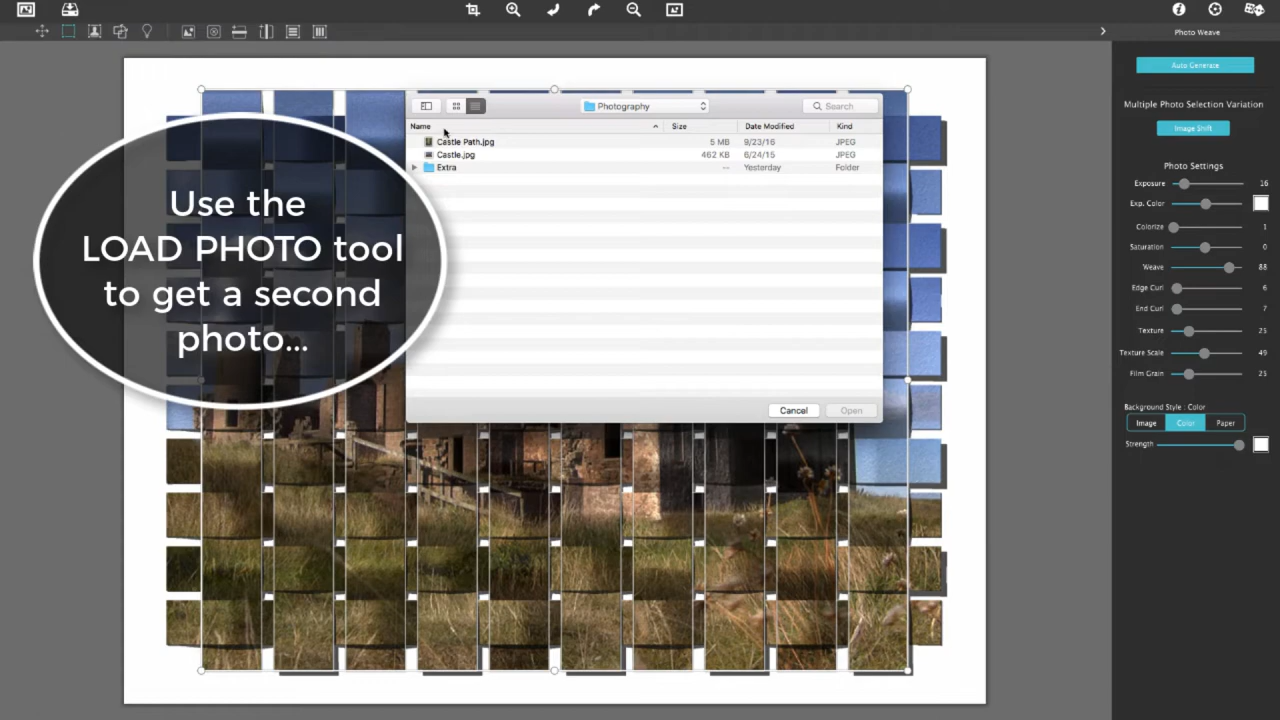 Photo Weave
Auto Generate
Multiple Photo Selection Variation
Image Shift
Photo Settings
Exposure 16
Exp. Color
Colorize 1
Saturation 0
Weave 88
Edge Curl 6
End Curl 7
Texture 25
Texture Scale 49
Film Grain 25
Background Style : Color
Image Color Paper
Strength
Photography
Search
Name Size Date Modified Kind
Castle Path.jpg 5 MB 9/23/16 JPEG
Castle.jpg 462 KB 6/24/15 JPEG
Extra -- Yesterday Folder
Cancel Open
Use the
LOAD PHOTO tool
to get a second
photo...